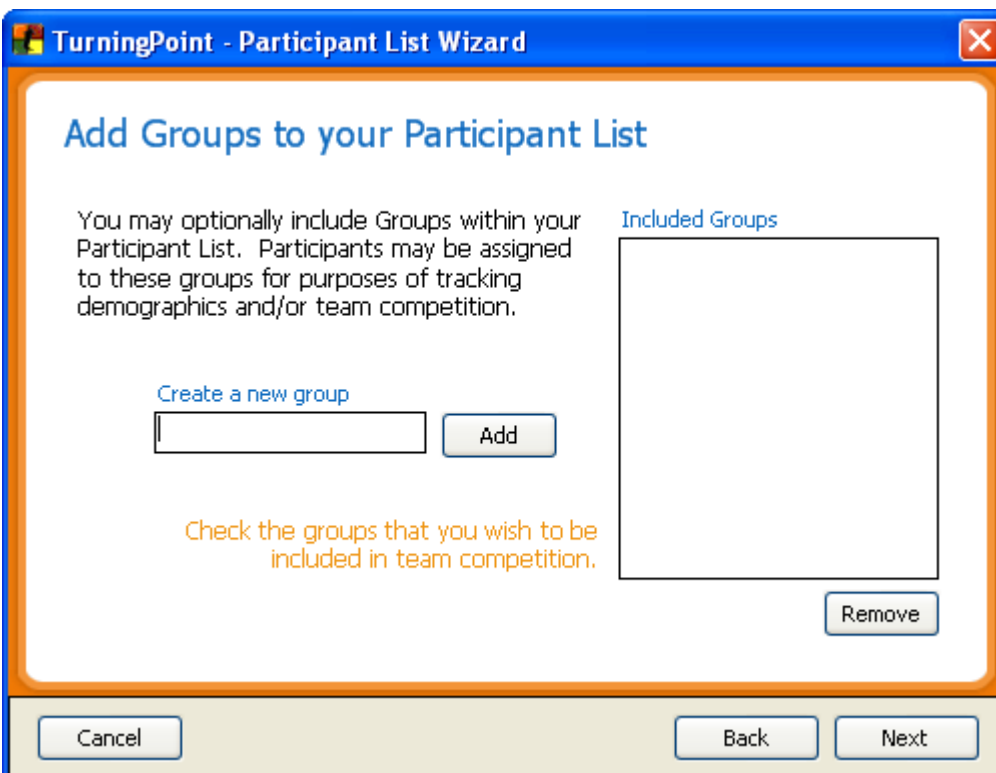 TurningPoint - Participant List Wizard
Add Groups to your Participant List
You may optionally include Groups within your
Participant List. Participants may be assigned
to these groups for purposes of tracking
demographics and/or team competition.
Included Groups
Create a new group
Add
Check the groups that you wish to be
included in team competition.
Remove
Cancel
Back
Next